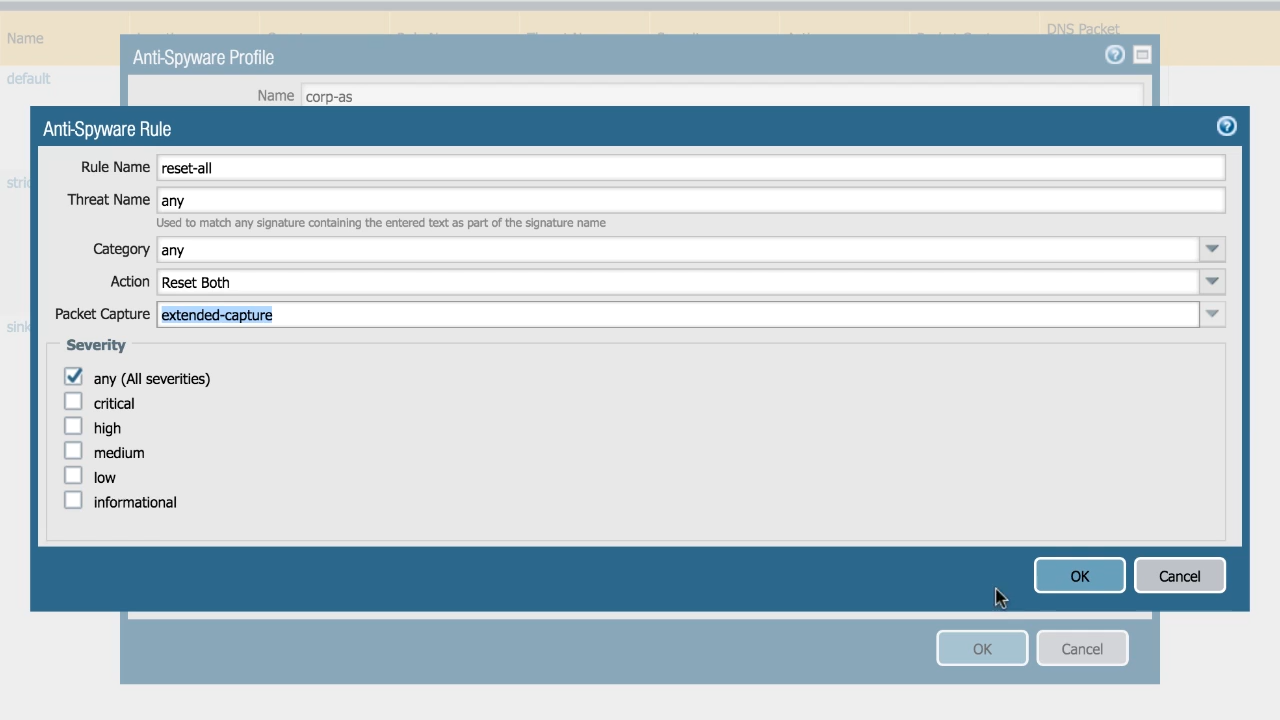 DNS Packet
Name
Anti-Spyware Profile
default
Name corp-as
Anti-Spyware Rule
Rule Name reset-all
Threat Name any
Used to match any signature containing the entered text as part of the signature name
Category any
Action Reset Both
Packet Capture extended-capture
Severity
any (All severities)
critical
high
medium
low
informational
OK Cancel
OK Cancel